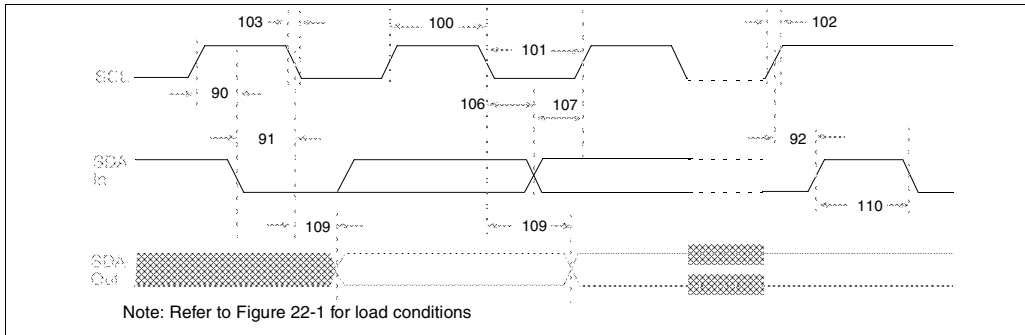 103
100
101
102
SCL
90
106
107
91
92
SDA
In
110
109
109
SDA
Out
Note: Refer to Figure 22-1 for load conditions